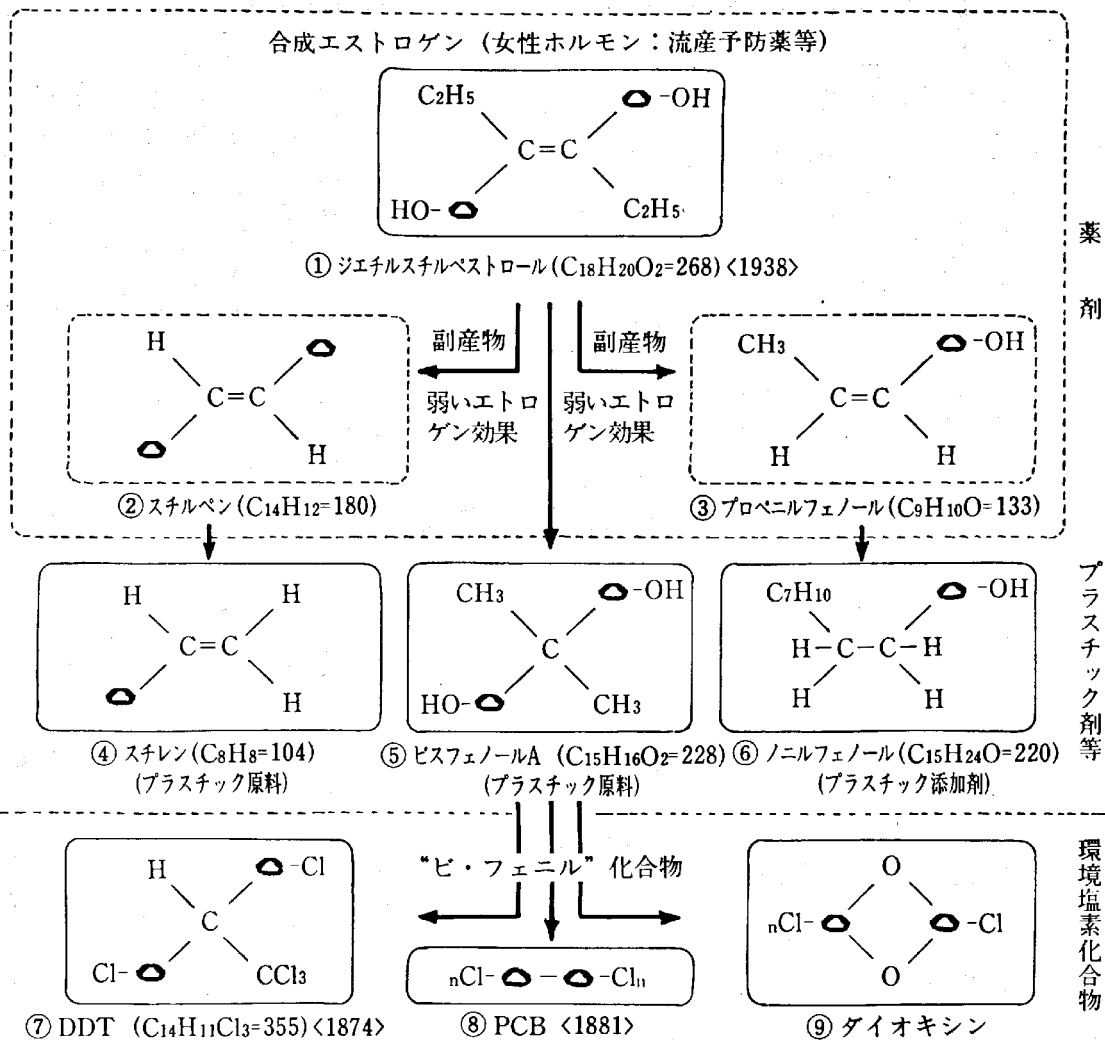 合成エストロゲン (女性ホルモン：流産予防薬等)
C2H5
-OH
C=C
HO-
C2H5
① ジエチルスチルベストロール(C18H20O2=268)<1938>
薬剤
副産物
弱いエトロ
ゲン効果
副産物
弱いエトロ
ゲン効果
H
C=C
H
② スチルベン(C14H12=180)
CH3
-OH
C=C
H
H
③ プロペニルフェノール(C9H10O=133)
プラスチック剤等
H
H
C=C
H
④ スチレン(C8H8=104)
(プラスチック原料)
CH3
-OH
C
HO-
CH3
⑤ ビスフェノールA (C15H16O2=228)
(プラスチック原料)
C7H10
-OH
H-C-C-H
H
H
⑥ ノニルフェノール(C15H24O=220)
(プラスチック添加剤)
環境塩素化合物
“ビ・フェニル”化合物
H
-Cl
C
Cl-
CCl3
⑦ DDT (C14H11Cl3=355)<1874>
nCl-
-
-Cln
⑧ PCB <1881>
O
nCl-
-Cl
O
⑨ ダイオキシン